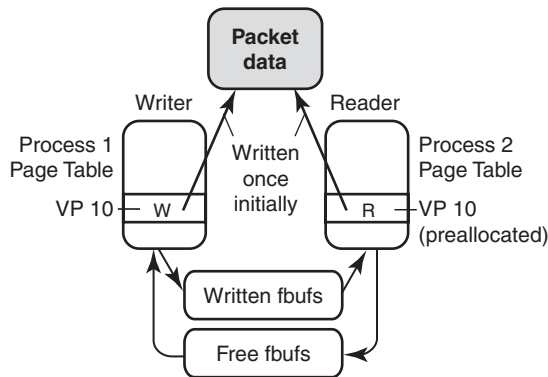 Packet
data
Writer
Reader
Process 1
Page Table
Written
once
initially
Process 2
Page Table
VP 10
W
R
VP 10
(preallocated)
Written fbufs
Free fbufs